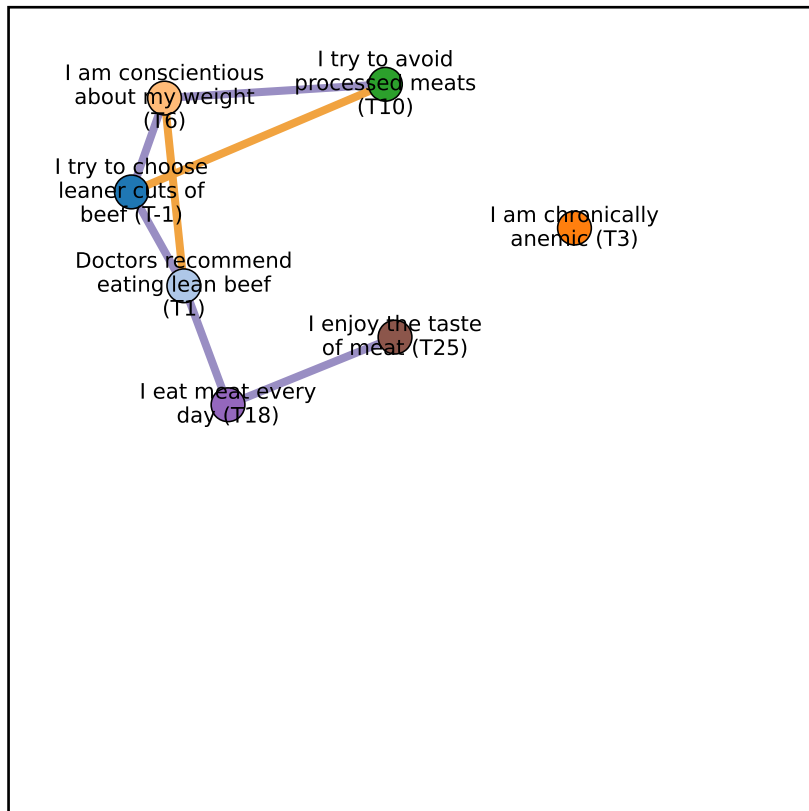 I try to avoid
processed meats
(T10)
I am conscientious
about my weight
(T6)
I try to choose
leaner cuts of
beef (T-1)
I am chronically
anemic (T3)
Doctors recommend
eating lean beef
(T1)
I enjoy the taste
of meat (T25)
I eat meat every
day (T18)